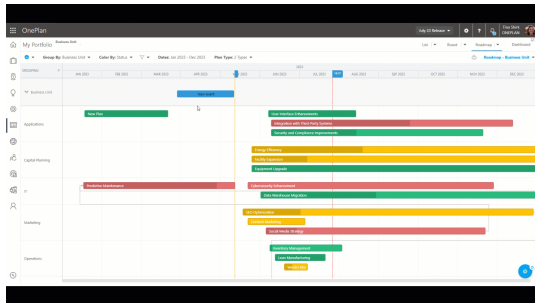 OnePlan
July 23 Release
?
Tina Stark
ONEPLAN
My Portfolio
Business Unit
List
Board
Roadmap
Dashboard
Group By: Business Unit
Color By: Status
Dates: Jan 2023 - Dec 2023
Plan Type: 2 Types
Roadmap - Business Unit
GROUPING
2023
JAN 2023
FEB 2023
MAR 2023
APR 2023
JUN 2023
JUL 2023
AUG 2023
SEP 2023
OCT 2023
NOV 2023
DEC 2023
Business Unit
Applications
New Plan
User Interface Enhancements
Integration with Third Party Systems
Security and Compliance Improvements
Capital Planning
Energy Efficiency
Facility Expansion
Equipment Upgrade
IT
Predictive Maintenance
Cybersecurity Enhancement
Data Warehouse Migration
Marketing
SEO Optimization
Content Marketing
Social Media Strategy
Operations
Inventory Management
Lean Manufacturing